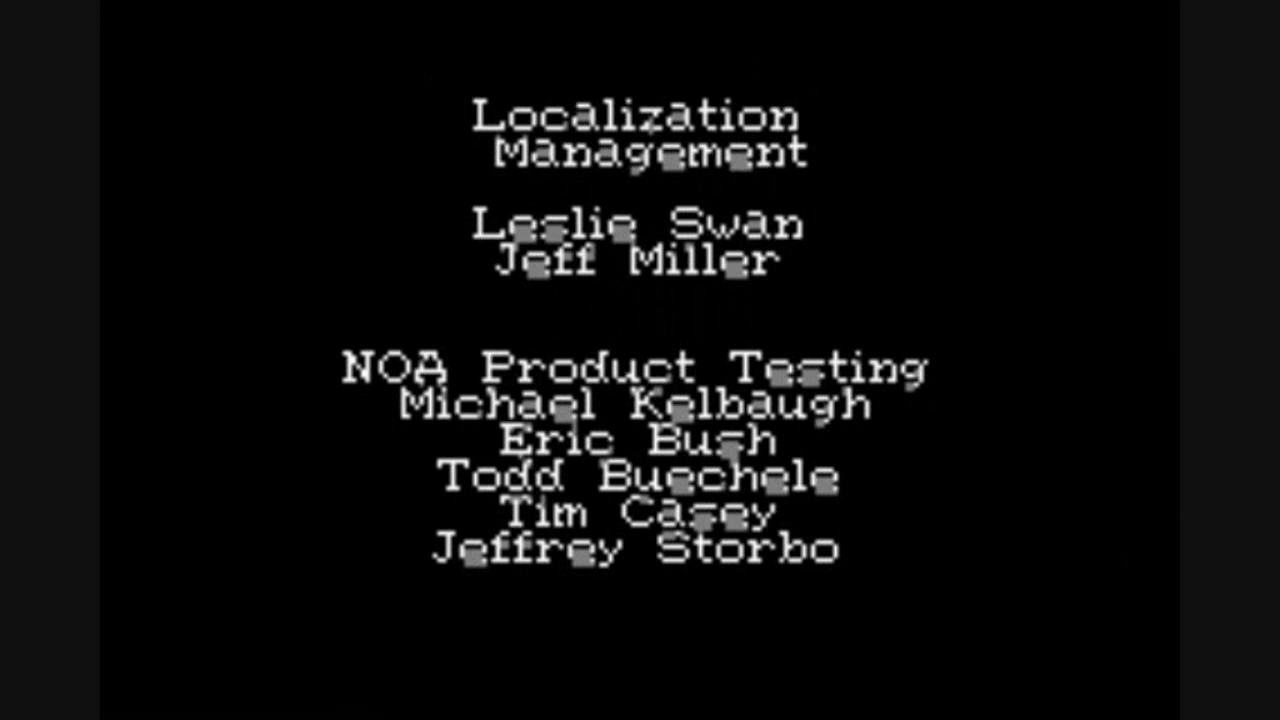 Localization
Management
Leslie Swan
Jeff Miller
NOA Product Testing
Michael Kelbaugh
Eric Bush
Todd Buechele
Tim Casey
Jeffrey Storbo